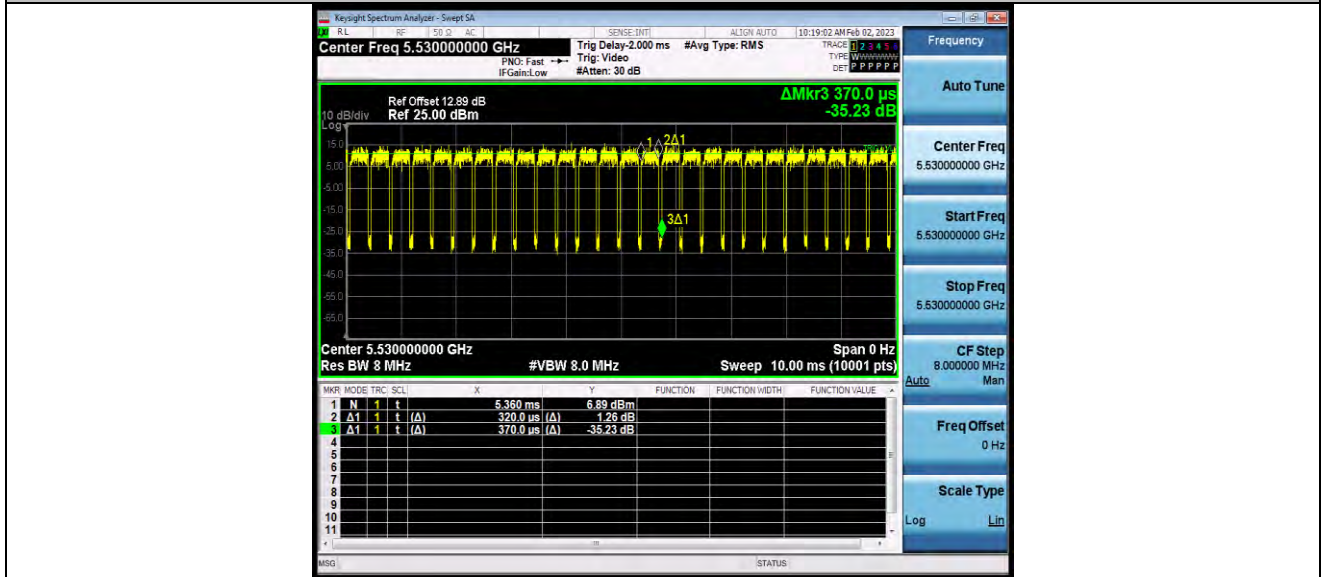 Keysight Spectrum Analyzer - Swept SA
RL RF 50 Ω AC SENSE:INT ALIGN AUTO 10:19:02 AM Feb 02, 2023
Center Freq 5.530000000 GHz
PNO: Fast
IFGain:Low
Trig Delay-2.000 ms
Trig: Video
#Atten: 30 dB
#Avg Type: RMS
TRACE 1 2 3 4 5 6
TYPE WWWWWW
DET P P P P P P
ΔMkr3 370.0 µs
-35.23 dB
Ref Offset 12.89 dB
10 dB/div Ref 25.00 dBm
Log
15.0
5.00
-5.00
-15.0
-25.0
-35.0
-45.0
-55.0
-65.0
1 2Δ1
3Δ1
Center 5.530000000 GHz Span 0 Hz
Res BW 8 MHz #VBW 8.0 MHz Sweep 10.00 ms (10001 pts)
MKR MODE TRC SCL X Y FUNCTION FUNCTION WIDTH FUNCTION VALUE
1 N 1 t 5.360 ms 6.89 dBm
2 Δ1 1 t (Δ) 320.0 µs (Δ) 1.26 dB
3 Δ1 1 t (Δ) 370.0 µs (Δ) -35.23 dB
4
5
6
7
8
9
10
11
MSG STATUS
Frequency
Auto Tune
Center Freq
5.530000000 GHz
Start Freq
5.530000000 GHz
Stop Freq
5.530000000 GHz
CF Step
8.000000 MHz
Auto Man
Freq Offset
0 Hz
Scale Type
Log Lin